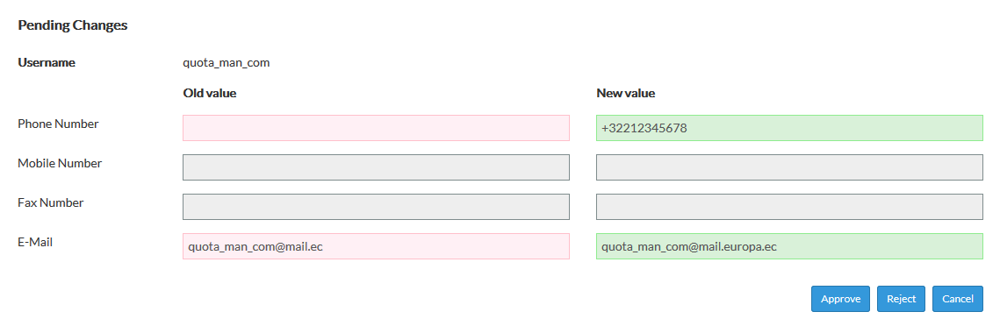 Pending Changes
Username quota_man_com
Old value New value
Phone Number +32212345678
Mobile Number
Fax Number
E-Mail quota_man_com@mail.ec quota_man_com@mail.europa.ec
Approve Reject Cancel